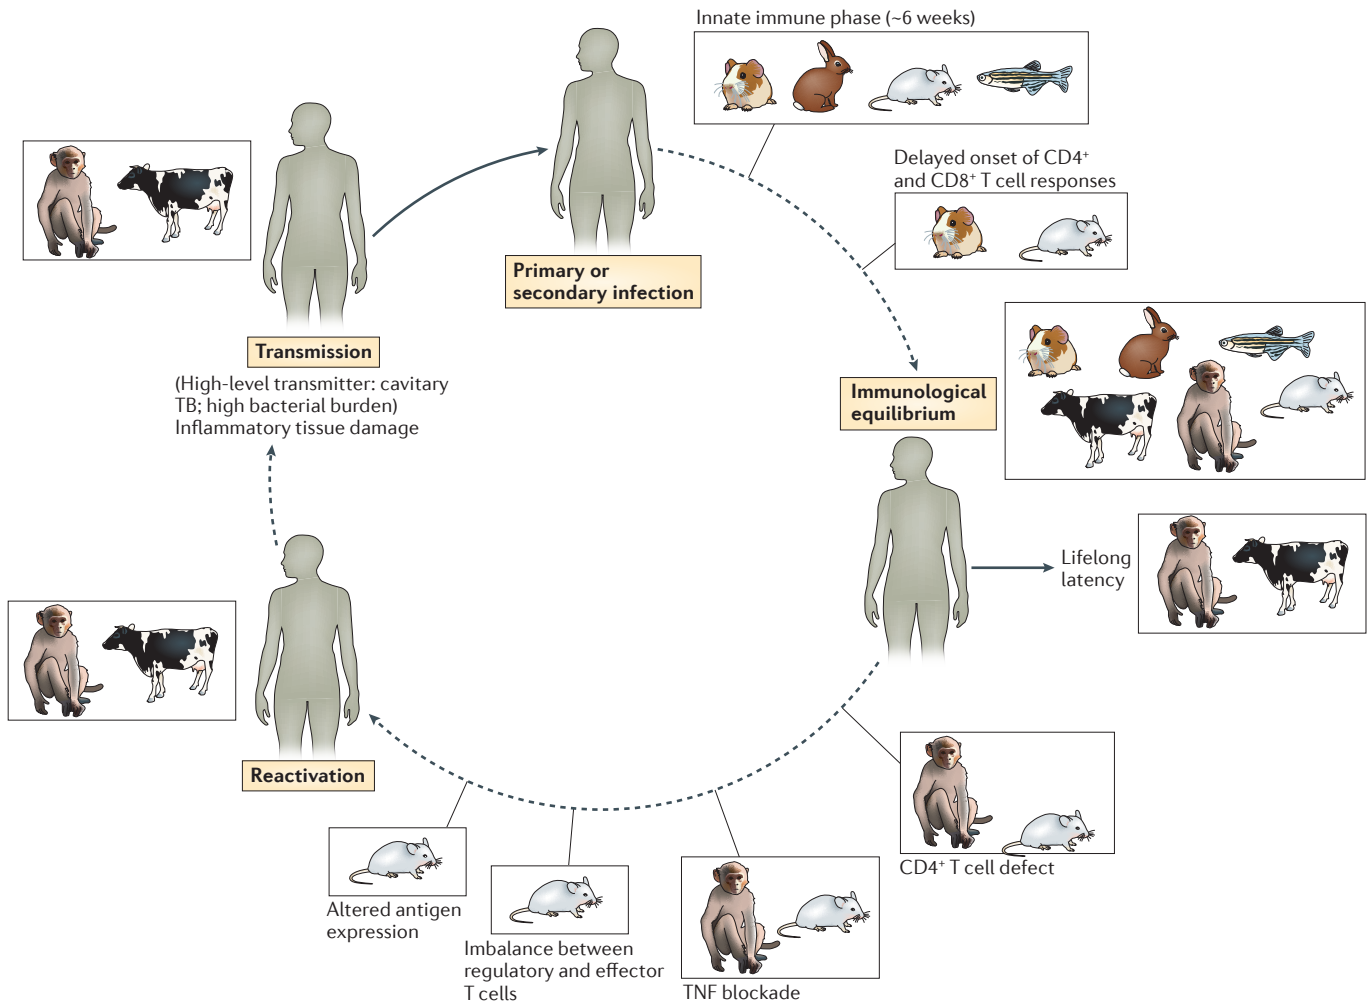 Innate immune phase (~6 weeks)
Delayed onset of CD4⁺
and CD8⁺ T cell responses
Primary or
secondary infection
Transmission
(High-level transmitter: cavitary
TB; high bacterial burden)
Inflammatory tissue damage
Immunological
equilibrium
Lifelong
latency
Reactivation
CD4⁺ T cell defect
Altered antigen
expression
Imbalance between
regulatory and effector
T cells
TNF blockade